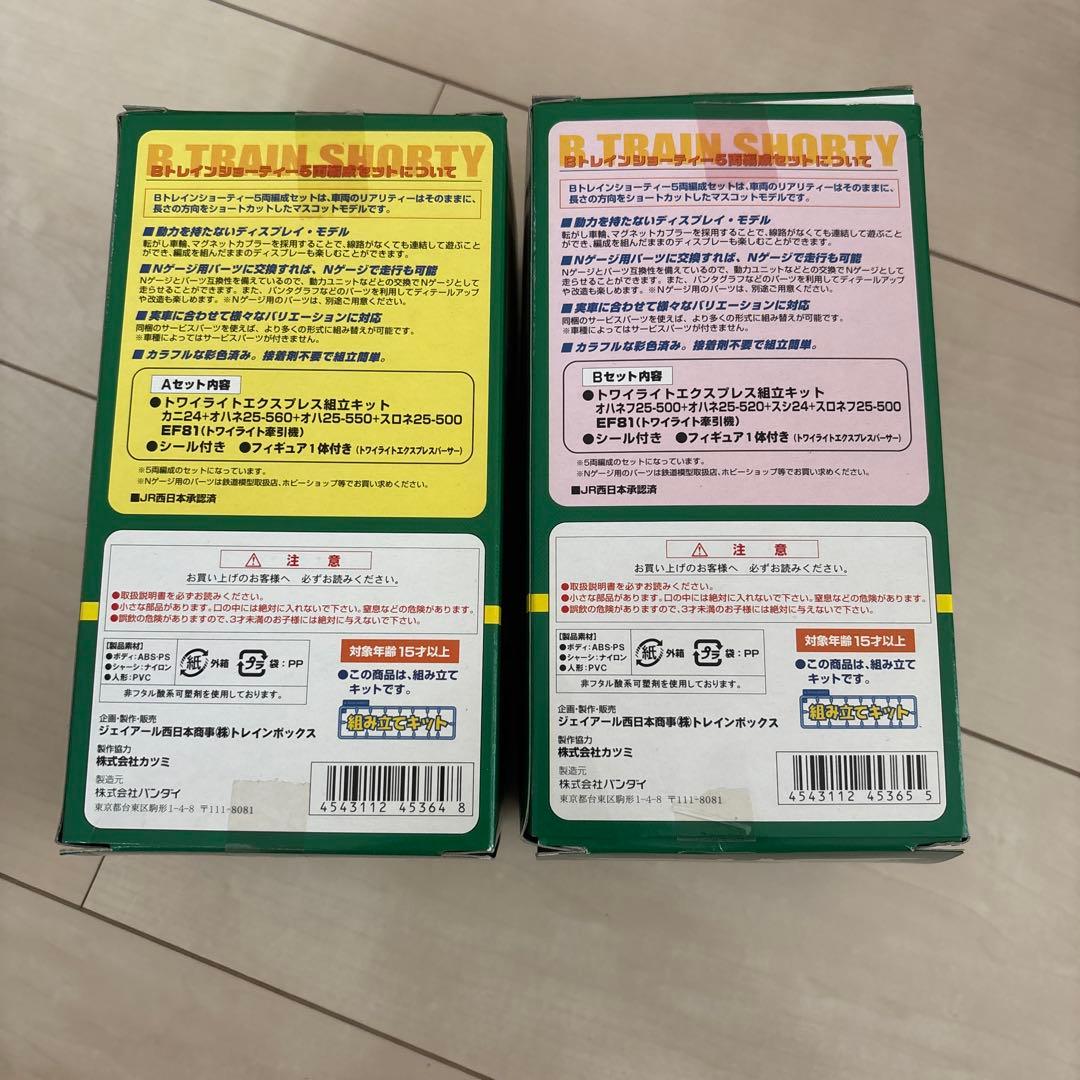 B TRAIN SHORTY
Bトレインショーティー5両編成セットについて
Bトレインショーティー5両編成セットは、車両のリアリティーはそのままに、
長さの方向をショートカットしたマスコットモデルです。
■動力を持たないディスプレイ・モデル
転がし車輪、マグネットカプラーを採用することで、線路がなくても連結して遊ぶこと
ができ、編成を組んだままのディスプレーも楽しむことができます。
■Nゲージ用パーツに交換すれば、Nゲージで走行も可能
Nゲージとパーツ互換性を備えているので、動力ユニットなどとの交換でNゲージとして
走らせることができます。また、パンタグラフなどのパーツを利用してディテールアップ
や改造も楽しめます。※Nゲージ用のパーツは、別途ご用意ください。
■実車に合わせて様々なバリエーションに対応
同梱のサービスパーツを使えば、より多くの形式に組み替えが可能です。
※車種によってはサービスパーツが付きません。
■カラフルな彩色済み。接着剤不要で組立簡単。
Aセット内容
●トワイライトエクスプレス組立キット
カニ24+オハネ25-560+オハ25-550+スロネ25-500
EF81(トワイライト牽引機)
●シール付き ●フィギュア1体付き(トワイライトエクスプレスバーサー)
※5両編成のセットになっています。
※Nゲージ用のパーツは鉄道模型取扱店、ホビーショップ等でお買い求めください。
■JR西日本承認済
⚠ 注 意
お買い上げのお客様へ 必ずお読みください。
●取扱説明書を必ずお読みください。
●小さな部品があります。口の中には絶対に入れないで下さい。窒息などの危険があります。
●誤飲の危険がありますので、3才未満のお子様には絶対に与えないで下さい。
【製品素材】
●ボディ:ABS・PS
●シャーシ:ナイロン
●人形:PVC
紙 外箱 プラ 袋:PP
非フタル酸系可塑剤を使用しております。
対象年齢15才以上
●この商品は、組み立て
キットです。
組み立てキット
企画・製作・販売
ジェイアール西日本商事(株)トレインボックス
製作協力
株式会社カツミ
製造元
株式会社バンダイ
東京都台東区駒形1-4-8 〒111-8081
4543112 45364 8
B TRAIN SHORTY
Bトレインショーティー5両編成セットについて
Bトレインショーティー5両編成セットは、車両のリアリティーはそのままに、
長さの方向をショートカットしたマスコットモデルです。
■動力を持たないディスプレイ・モデル
転がし車輪、マグネットカプラーを採用することで、線路がなくても連結して遊ぶこと
ができ、編成を組んだままのディスプレーも楽しむことができます。
■Nゲージ用パーツに交換すれば、Nゲージで走行も可能
Nゲージとパーツ互換性を備えているので、動力ユニットなどとの交換でNゲージとして
走らせることができます。また、パンタグラフなどのパーツを利用してディテールアップ
や改造も楽しめます。※Nゲージ用のパーツは、別途ご用意ください。
■実車に合わせて様々なバリエーションに対応
同梱のサービスパーツを使えば、より多くの形式に組み替えが可能です。
※車種によってはサービスパーツが付きません。
■カラフルな彩色済み。接着剤不要で組立簡単。
Bセット内容
●トワイライトエクスプレス組立キット
オハネフ25-500+オハネ25-520+スシ24+スロネフ25-500
EF81(トワイライト牽引機)
●シール付き ●フィギュア1体付き(トワイライトエクスプレスバーサー)
※5両編成のセットになっています。
※Nゲージ用のパーツは鉄道模型取扱店、ホビーショップ等でお買い求めください。
■JR西日本承認済
⚠ 注 意
お買い上げのお客様へ 必ずお読みください。
●取扱説明書を必ずお読みください。
●小さな部品があります。口の中には絶対に入れないで下さい。窒息などの危険があります。
●誤飲の危険がありますので、3才未満のお子様には絶対に与えないで下さい。
【製品素材】
●ボディ:ABS・PS
●シャーシ:ナイロン
●人形:PVC
紙 外箱 プラ 袋:PP
非フタル酸系可塑剤を使用しております。
対象年齢15才以上
●この商品は、組み立て
キットです。
組み立てキット
企画・製作・販売
ジェイアール西日本商事(株)トレインボックス
製作協力
株式会社カツミ
製造元
株式会社バンダイ
東京都台東区駒形1-4-8 〒111-8081
4543112 45365 5